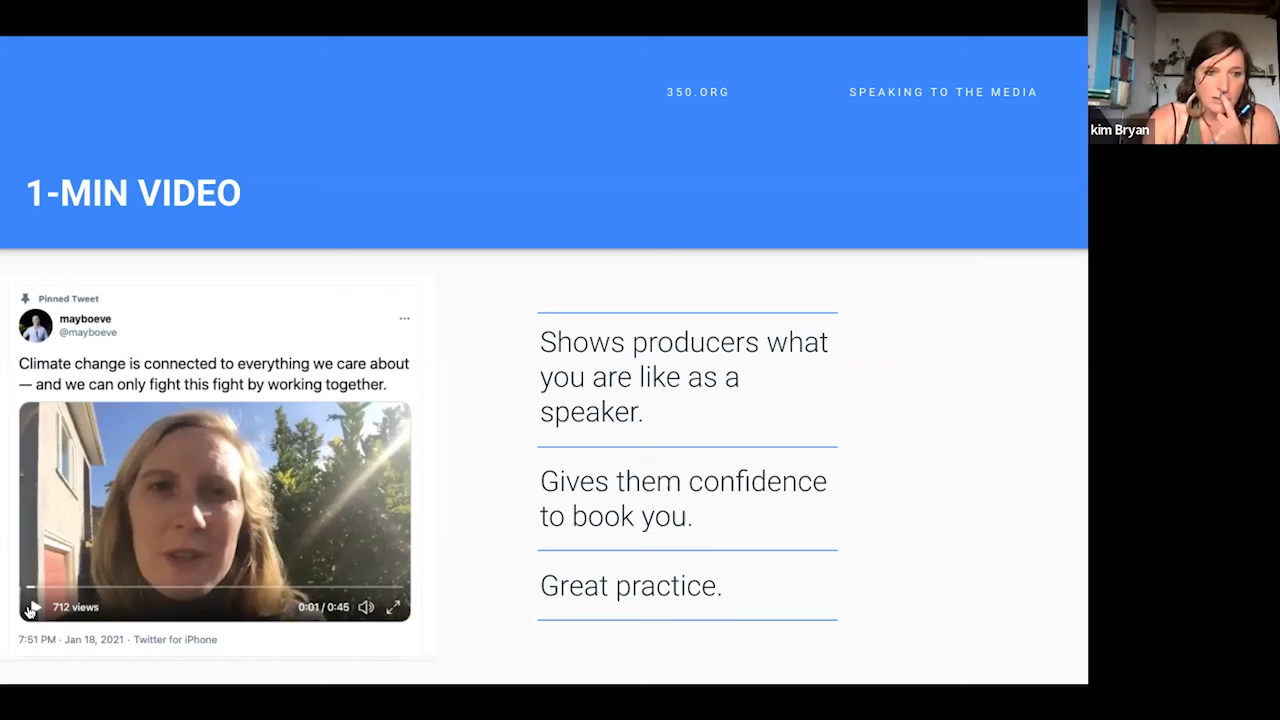 350.ORG
SPEAKING TO THE MEDIA
kim Bryan
1-MIN VIDEO
Pinned Tweet
mayboeve
@mayboeve
Climate change is connected to everything we care about
— and we can only fight this fight by working together.
712 views
0:01 / 0:45
7:51 PM · Jan 18, 2021 · Twitter for iPhone
Shows producers what
you are like as a
speaker.
Gives them confidence
to book you.
Great practice.